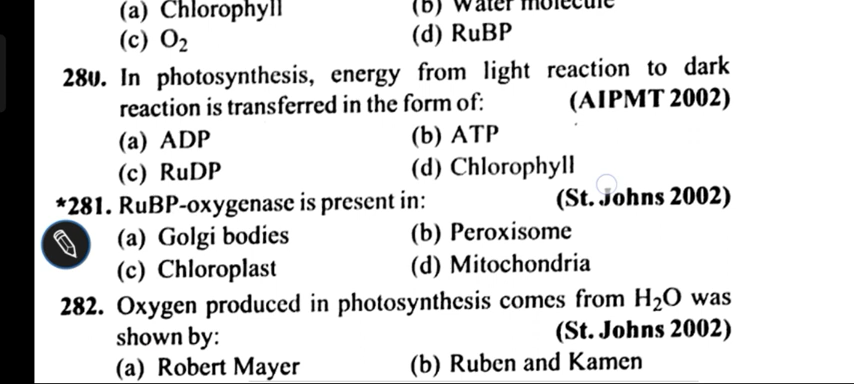 (a) Chlorophyll (b) Water molecule
(c) O₂ (d) RuBP
280. In photosynthesis, energy from light reaction to dark
reaction is transferred in the form of: (AIPMT 2002)
(a) ADP (b) ATP
(c) RuDP (d) Chlorophyll
*281. RuBP-oxygenase is present in: (St. Johns 2002)
(a) Golgi bodies (b) Peroxisome
(c) Chloroplast (d) Mitochondria
282. Oxygen produced in photosynthesis comes from H₂O was
shown by: (St. Johns 2002)
(a) Robert Mayer (b) Ruben and Kamen